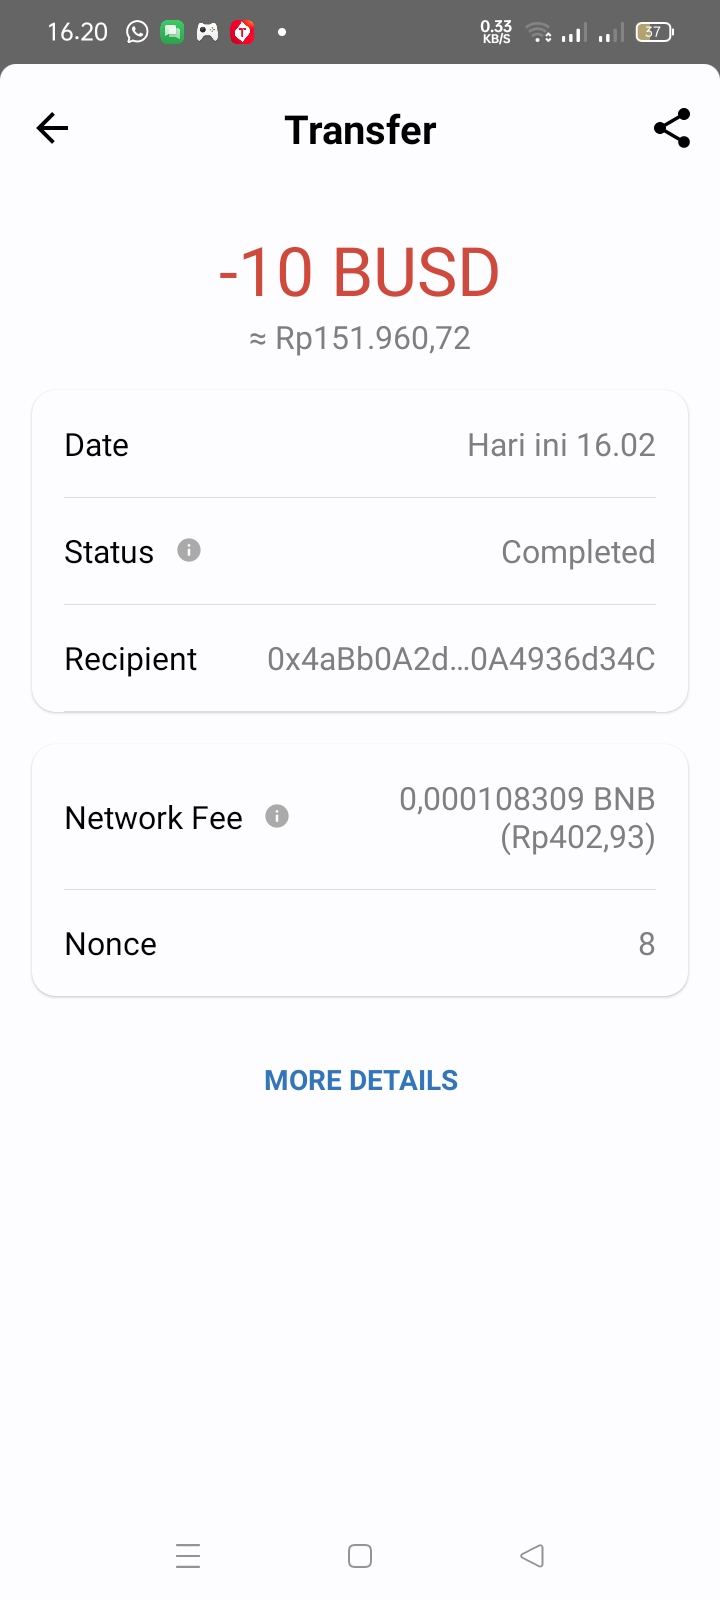 16.20
0.33
KB/S
37
Transfer
-10 BUSD
≈ Rp151.960,72
Date
Hari ini 16.02
Status
Completed
Recipient
0x4aBb0A2d...0A4936d34C
Network Fee
0,000108309 BNB
(Rp402,93)
Nonce
8
MORE DETAILS